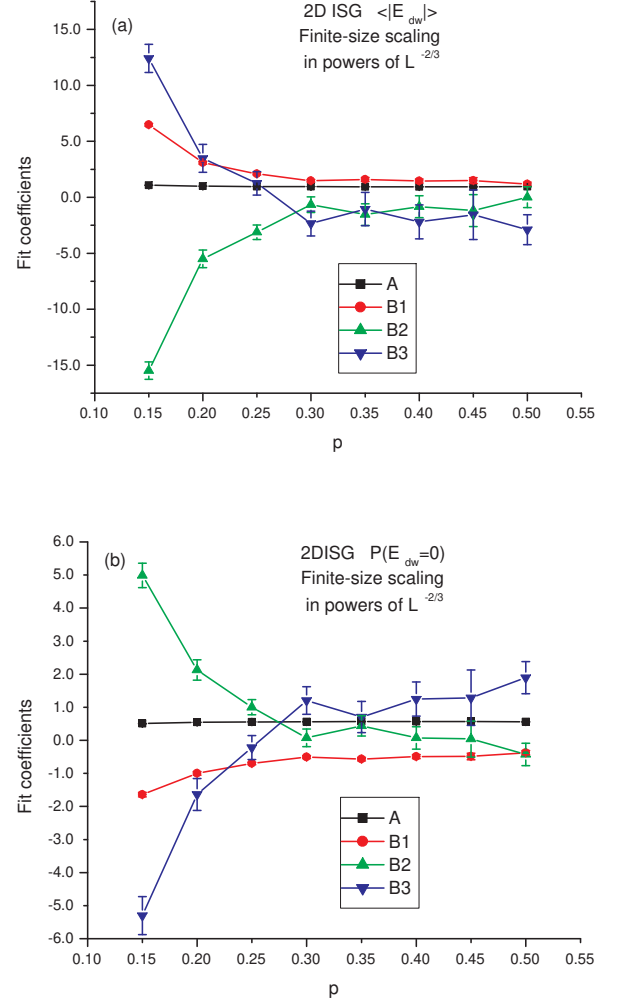 (a)
2D ISG <|E dw|>
Finite-size scaling
in powers of L -2/3
15.0
10.0
5.0
0.0
-5.0
-10.0
-15.0
Fit coefficients
A
B1
B2
B3
0.10 0.15 0.20 0.25 0.30 0.35 0.40 0.45 0.50 0.55
p
(b)
2DISG P(E dw=0)
Finite-size scaling
in powers of L -2/3
6.0
5.0
4.0
3.0
2.0
1.0
0.0
-1.0
-2.0
-3.0
-4.0
-5.0
-6.0
Fit coefficients
A
B1
B2
B3
0.10 0.15 0.20 0.25 0.30 0.35 0.40 0.45 0.50 0.55
p